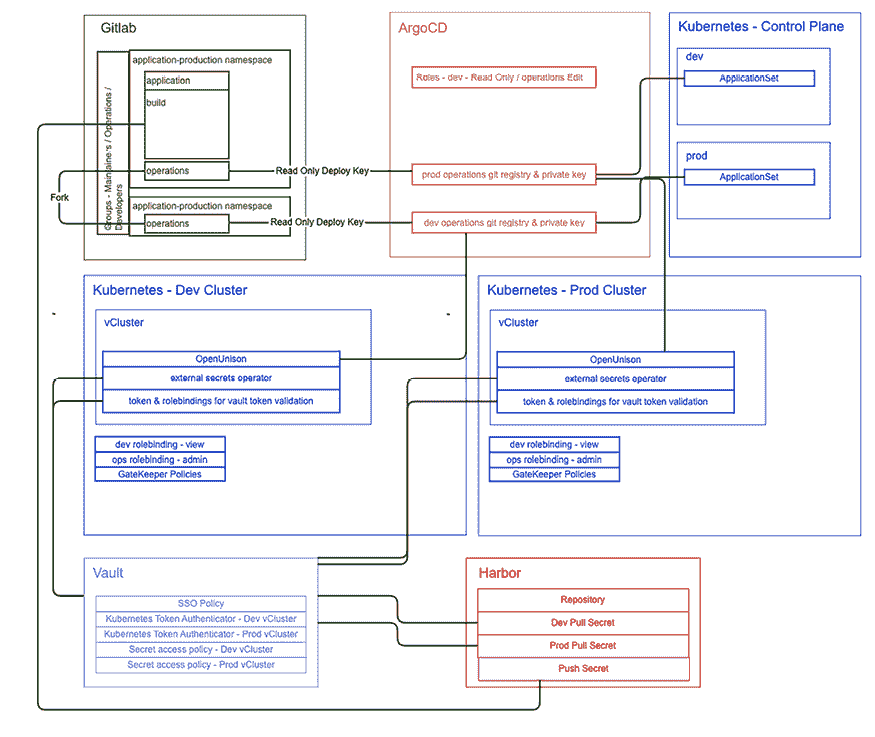 Gitlab
application-production namespace
application
build
operations
application-production namespace
operations
Groups - Maintainers / Operations /
Developers
Fork
Read Only Deploy Key
Read Only Deploy Key
ArgoCD
Roles - dev - Read Only / operations Edit
prod operations git registry & private key
dev operations git registry & private key
Kubernetes - Control Plane
dev
ApplicationSet
prod
ApplicationSet
Kubernetes - Dev Cluster
vCluster
OpenUnison
external secrets operator
token & rolebindings for vault token validation
dev rolebinding - view
ops rolebinding - admin
GateKeeper Policies
Kubernetes - Prod Cluster
vCluster
OpenUnison
external secrets operator
token & rolebindings for vault token validation
dev rolebinding - view
ops rolebinding - admin
GateKeeper Policies
Vault
SSO Policy
Kubernetes Token Authenticator - Dev vCluster
Kubernetes Token Authenticator - Prod vCluster
Secret access policy - Dev vCluster
Secret access policy - Prod vCluster
Harbor
Repository
Dev Pull Secret
Prod Pull Secret
Push Secret